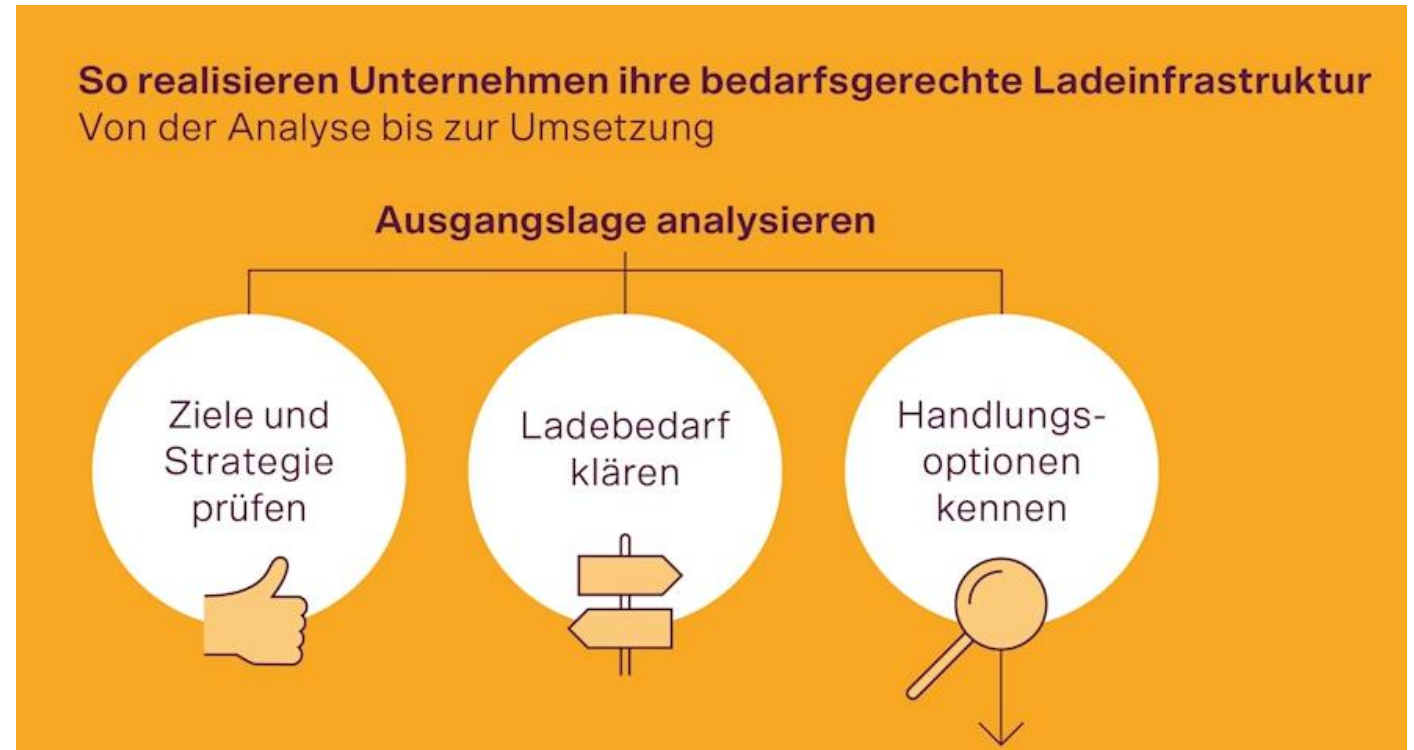 So realisieren Unternehmen ihre bedarfsgerechte Ladeinfrastruktur
Von der Analyse bis zur Umsetzung
Ausgangslage analysieren
Ziele und
Strategie
prüfen
Ladebedarf
klären
Handlungs-
optionen
kennen